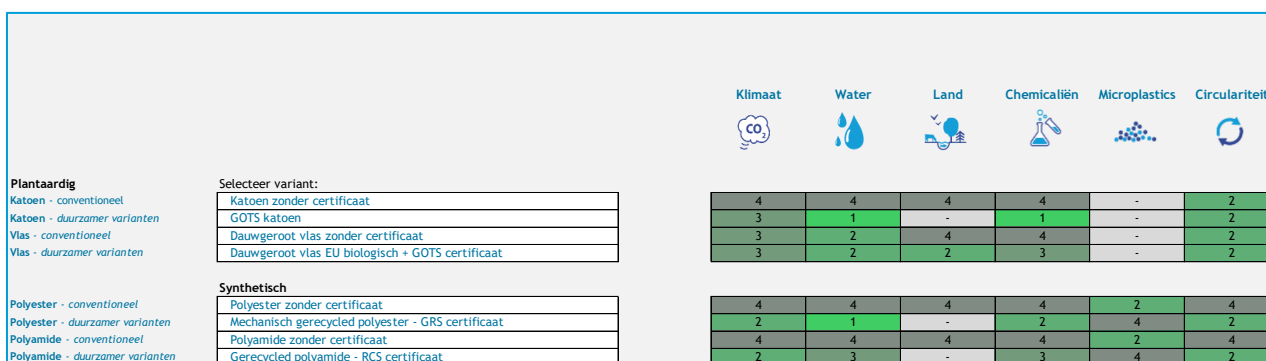 Klimaat Water Land Chemicaliën Microplastics Circulariteit
CO2
Plantaardig Selecteer variant:
Katoen - conventioneel Katoen zonder certificaat 4 4 4 4 - 2
Katoen - duurzamer varianten GOTS katoen 3 1 - 1 - 2
Vlas - conventioneel Dauwgeroot vlas zonder certificaat 3 2 4 4 - 2
Vlas - duurzamer varianten Dauwgeroot vlas EU biologisch + GOTS certificaat 3 2 2 3 - 2
Synthetisch
Polyester - conventioneel Polyester zonder certificaat 4 4 4 4 2 4
Polyester - duurzamer varianten Mechanisch gerecycled polyester - GRS certificaat 2 1 - 2 4 2
Polyamide - conventioneel Polyamide zonder certificaat 4 4 4 4 2 4
Polyamide - duurzamer varianten Gerecycled polyamide - RCS certificaat 2 3 - 3 4 2